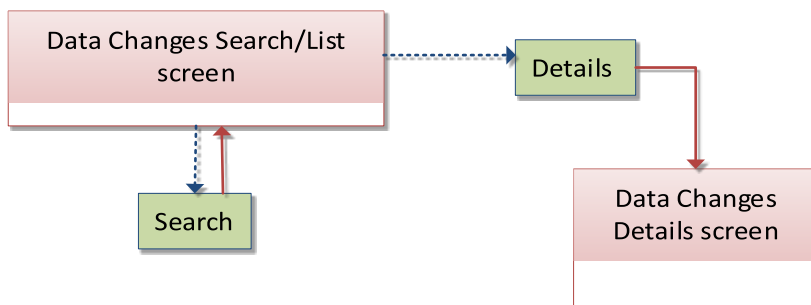 Data Changes Search/List
screen
Details
Search
Data Changes
Details screen